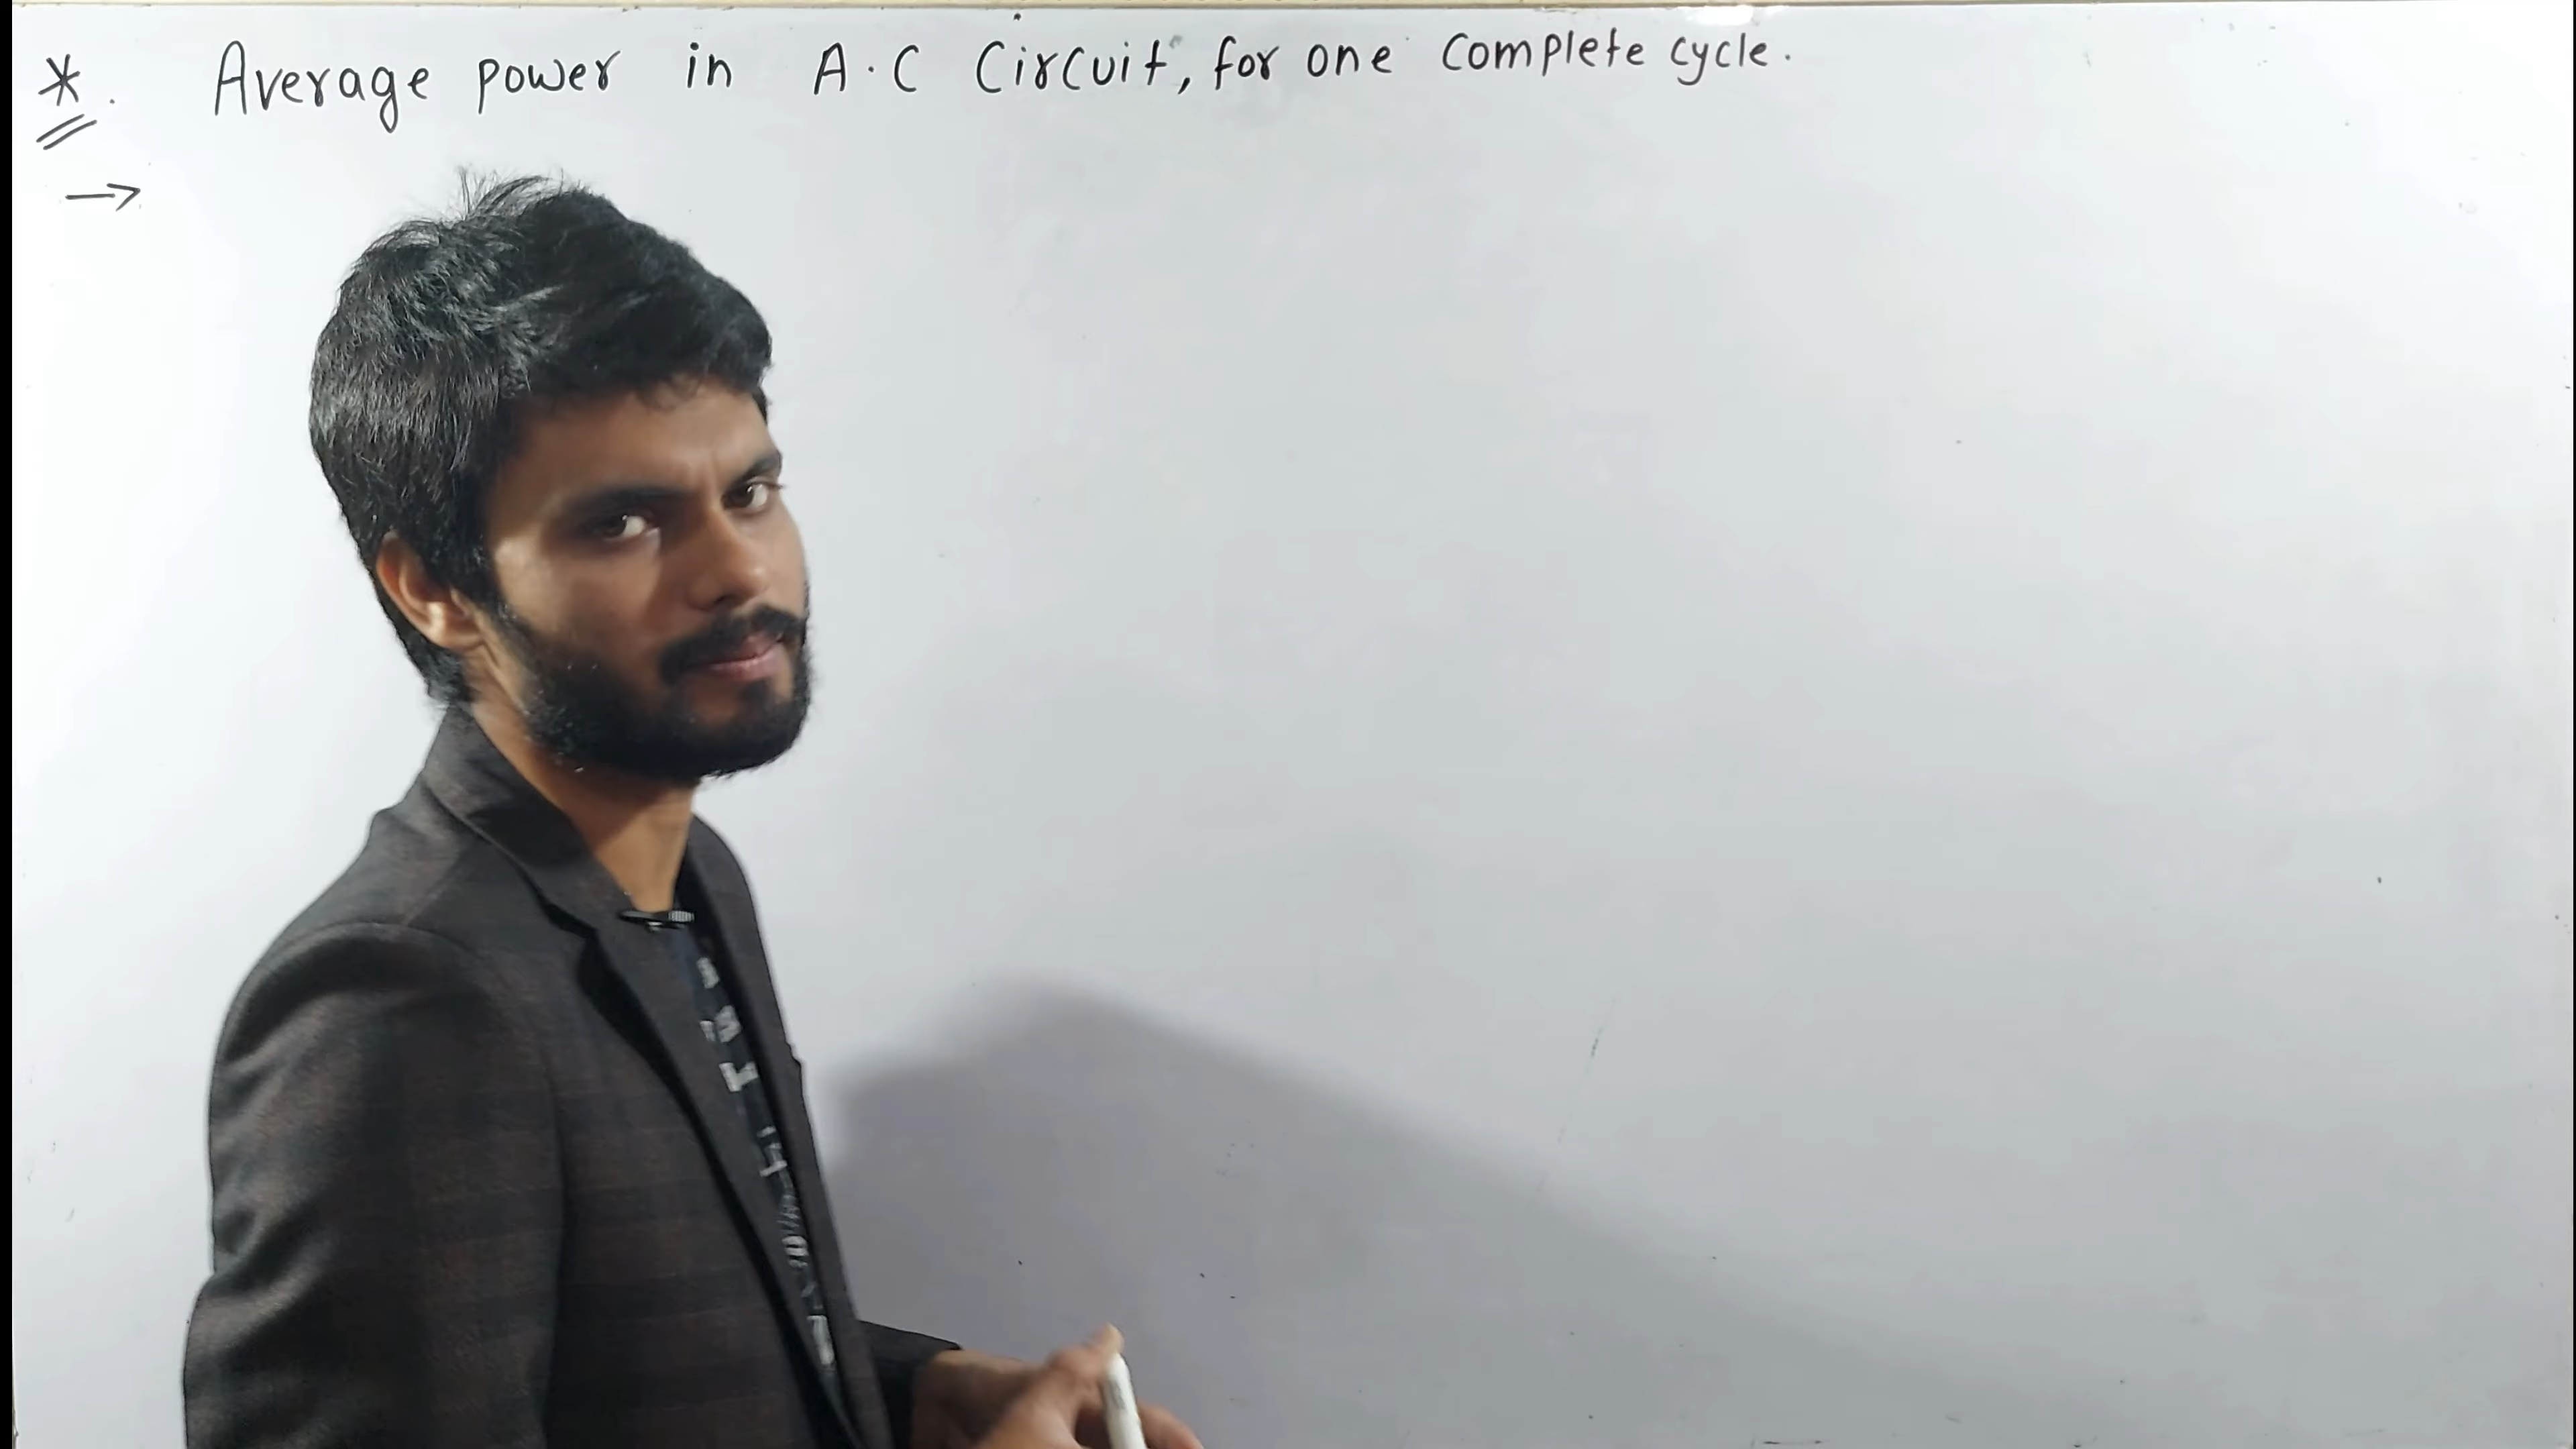 * . Average power in A.C Circuit, for one complete cycle.
→